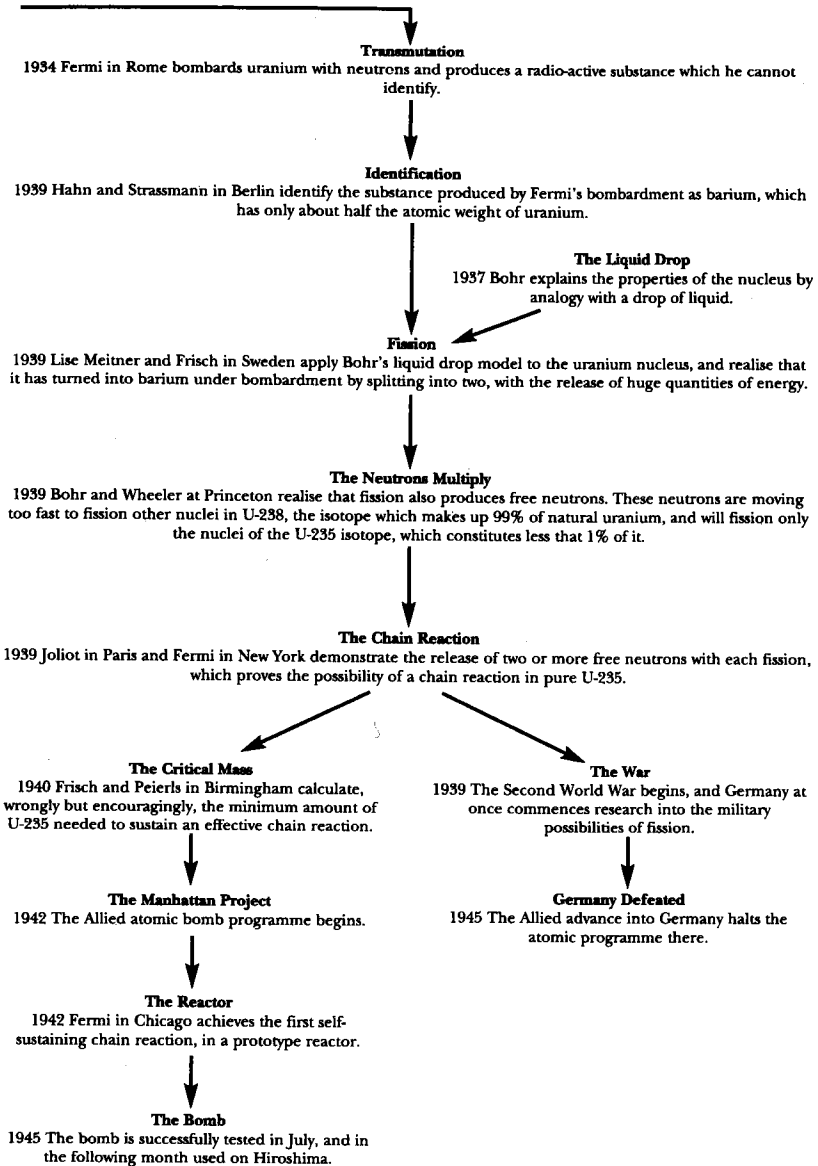 Transmutation
1934 Fermi in Rome bombards uranium with neutrons and produces a radio-active substance which he cannot
identify.
Identification
1939 Hahn and Strassmann in Berlin identify the substance produced by Fermi's bombardment as barium, which
has only about half the atomic weight of uranium.
The Liquid Drop
1937 Bohr explains the properties of the nucleus by
analogy with a drop of liquid.
Fission
1939 Lise Meitner and Frisch in Sweden apply Bohr's liquid drop model to the uranium nucleus, and realise that
it has turned into barium under bombardment by splitting into two, with the release of huge quantities of energy.
The Neutrons Multiply
1939 Bohr and Wheeler at Princeton realise that fission also produces free neutrons. These neutrons are moving
too fast to fission other nuclei in U-238, the isotope which makes up 99% of natural uranium, and will fission only
the nuclei of the U-235 isotope, which constitutes less that 1% of it.
The Chain Reaction
1939 Joliot in Paris and Fermi in New York demonstrate the release of two or more free neutrons with each fission,
which proves the possibility of a chain reaction in pure U-235.
The Critical Mass
1940 Frisch and Peierls in Birmingham calculate,
wrongly but encouragingly, the minimum amount of
U-235 needed to sustain an effective chain reaction.
The War
1939 The Second World War begins, and Germany at
once commences research into the military
possibilities of fission.
The Manhattan Project
1942 The Allied atomic bomb programme begins.
Germany Defeated
1945 The Allied advance into Germany halts the
atomic programme there.
The Reactor
1942 Fermi in Chicago achieves the first self-
sustaining chain reaction, in a prototype reactor.
The Bomb
1945 The bomb is successfully tested in July, and in
the following month used on Hiroshima.